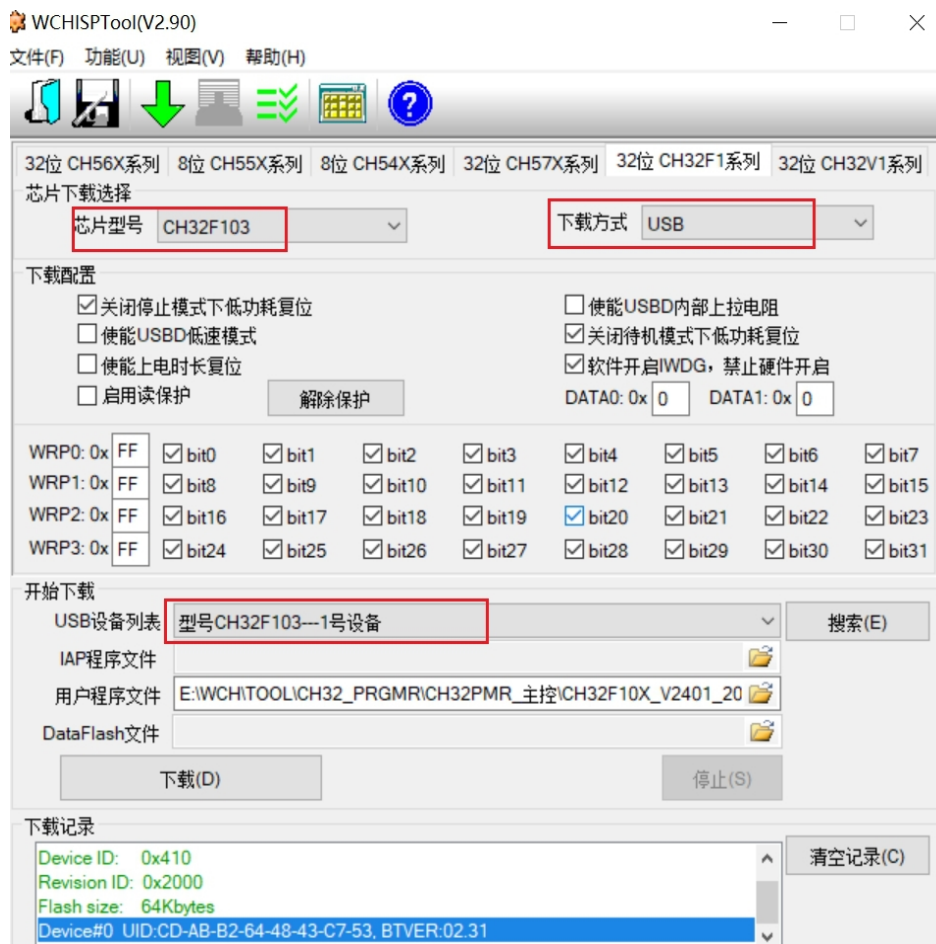 WCHISPTool(V2.90)
文件(F) 功能(U) 视图(V) 帮助(H)
32位 CH56X系列 8位 CH55X系列 8位 CH54X系列 32位 CH57X系列 32位 CH32F1系列 32位 CH32V1系列
芯片下载选择
芯片型号 CH32F103 下载方式 USB
下载配置
关闭停止模式下低功耗复位 使能USBD内部上拉电阻
使能USBD低速模式 关闭待机模式下低功耗复位
使能上电时长复位 软件开启IWDG，禁止硬件开启
启用读保护 解除保护 DATA0: 0x 0 DATA1: 0x 0
WRP0: 0x FF bit0 bit1 bit2 bit3 bit4 bit5 bit6 bit7
WRP1: 0x FF bit8 bit9 bit10 bit11 bit12 bit13 bit14 bit15
WRP2: 0x FF bit16 bit17 bit18 bit19 bit20 bit21 bit22 bit23
WRP3: 0x FF bit24 bit25 bit26 bit27 bit28 bit29 bit30 bit31
开始下载
USB设备列表 型号CH32F103---1号设备 搜索(E)
IAP程序文件
用户程序文件 E:\WCH\TOOL\CH32_PRGMR\CH32PMR_主控\CH32F10X_V2401_20
DataFlash文件
下载(D) 停止(S)
下载记录
Device ID: 0x410 清空记录(C)
Revision ID: 0x2000
Flash size: 64Kbytes
Device#0 UID:CD-AB-B2-64-48-43-C7-53, BTVER:02.31